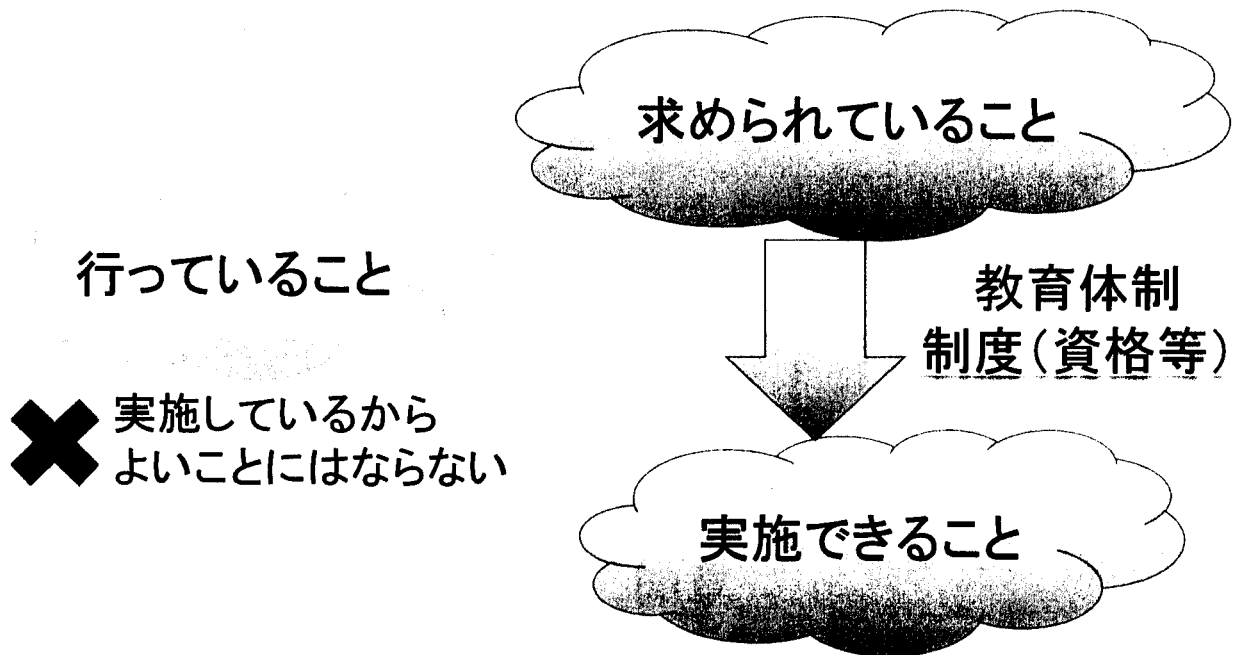 求められていること
行っていること
教育体制
制度(資格等)
実施しているから
よいことにはならない
実施できること